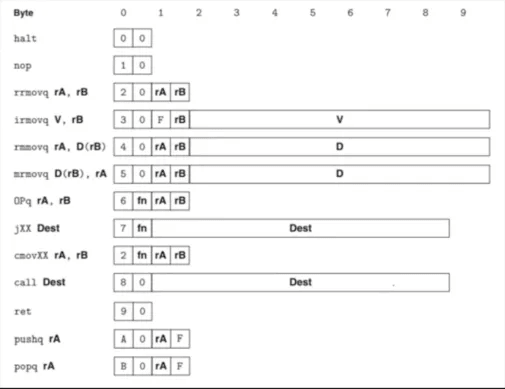 Byte 0 1 2 3 4 5 6 7 8 9
halt 0 0
nop 1 0
rrmovq rA, rB 2 0 rA rB
irmovq V, rB 3 0 F rB V
rmmovq rA, D(rB) 4 0 rA rB D
mrmovq D(rB), rA 5 0 rA rB D
OPq rA, rB 6 fn rA rB
jXX Dest 7 fn Dest
cmovXX rA, rB 2 fn rA rB
call Dest 8 0 Dest
ret 9 0
pushq rA A 0 rA F
popq rA B 0 rA F